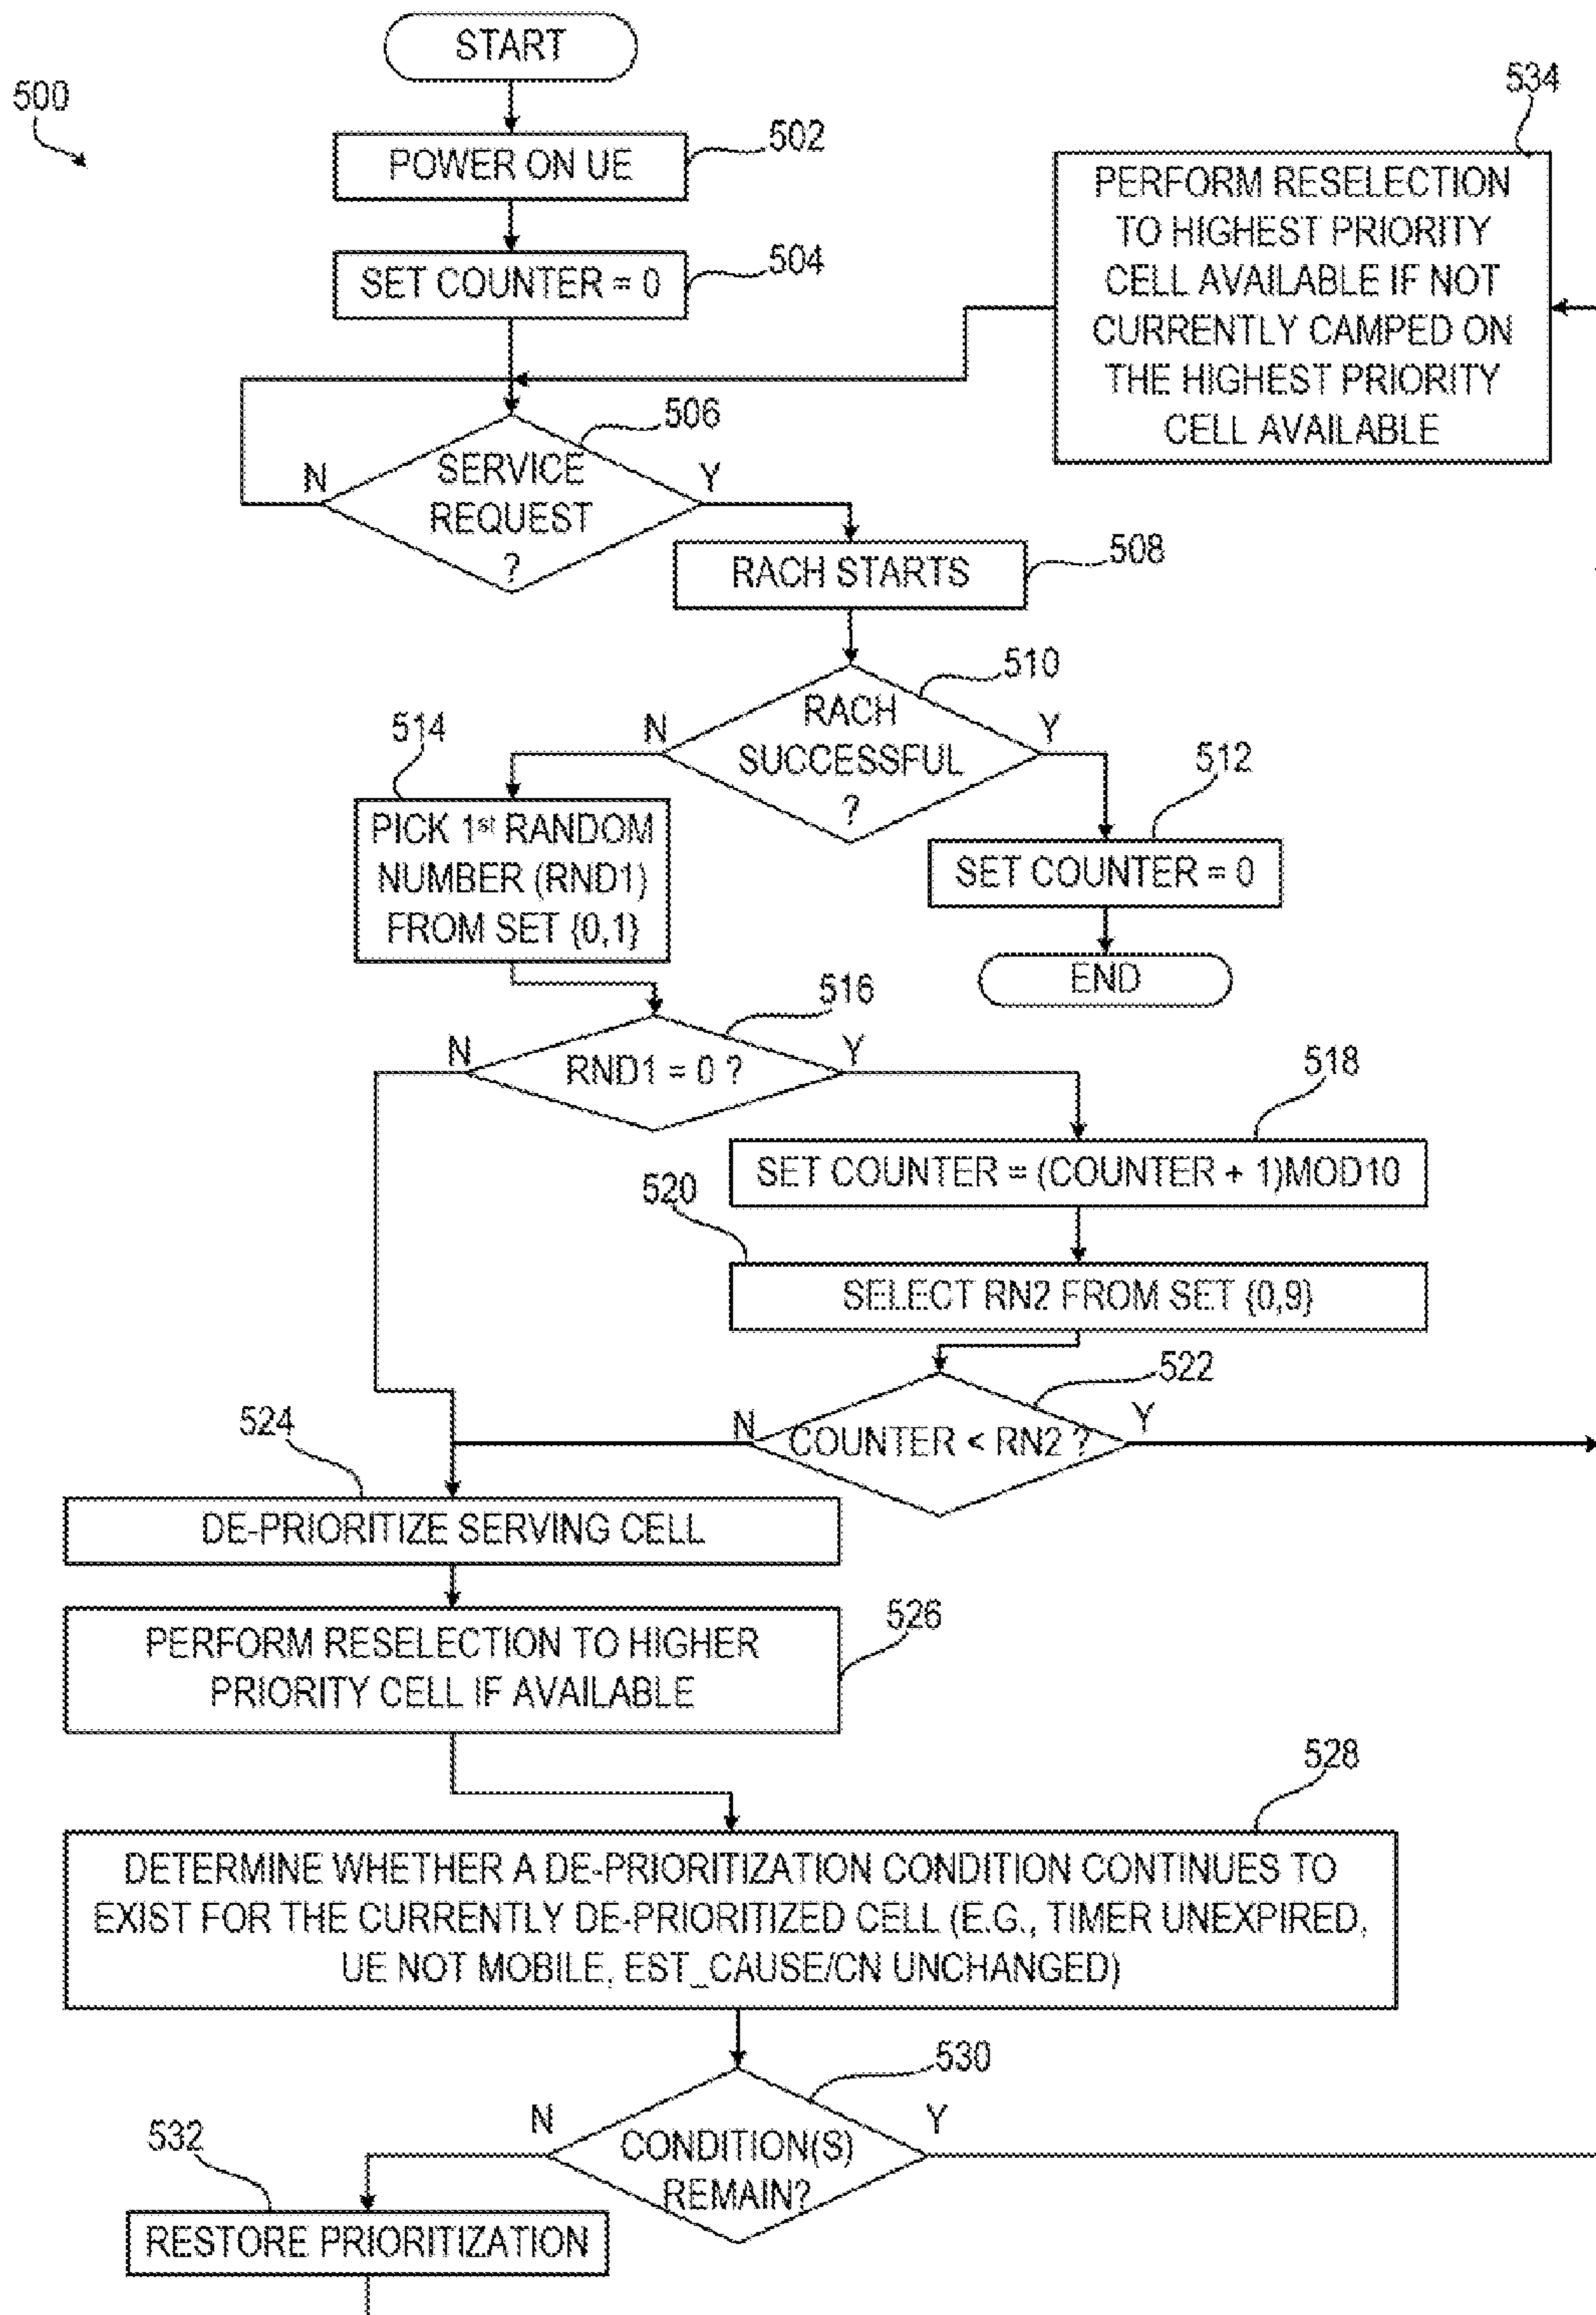 START
500
534
502
POWER ON UE
PERFORM RESELECTION
TO HIGHEST PRIORITY
CELL AVAILABLE IF NOT
CURRENTLY CAMPED ON
THE HIGHEST PRIORITY
CELL AVAILABLE
504
SET COUNTER = 0
506
N
SERVICE
REQUEST
?
Y
508
RACH STARTS
510
N
RACH
SUCCESSFUL
?
Y
514
PICK 1st RANDOM
NUMBER (RND1)
FROM SET {0,1}
512
SET COUNTER = 0
END
516
N
RND1 = 0 ?
Y
518
SET COUNTER = (COUNTER + 1)MOD10
520
SELECT RN2 FROM SET {0,9}
522
N
COUNTER < RN2 ?
Y
524
DE-PRIORITIZE SERVING CELL
526
PERFORM RESELECTION TO HIGHER
PRIORITY CELL IF AVAILABLE
528
DETERMINE WHETHER A DE-PRIORITIZATION CONDITION CONTINUES TO
EXIST FOR THE CURRENTLY DE-PRIORITIZED CELL (E.G., TIMER UNEXPIRED,
UE NOT MOBILE, EST_CAUSE/CN UNCHANGED)
530
N
CONDITION(S)
REMAIN?
Y
532
RESTORE PRIORITIZATION